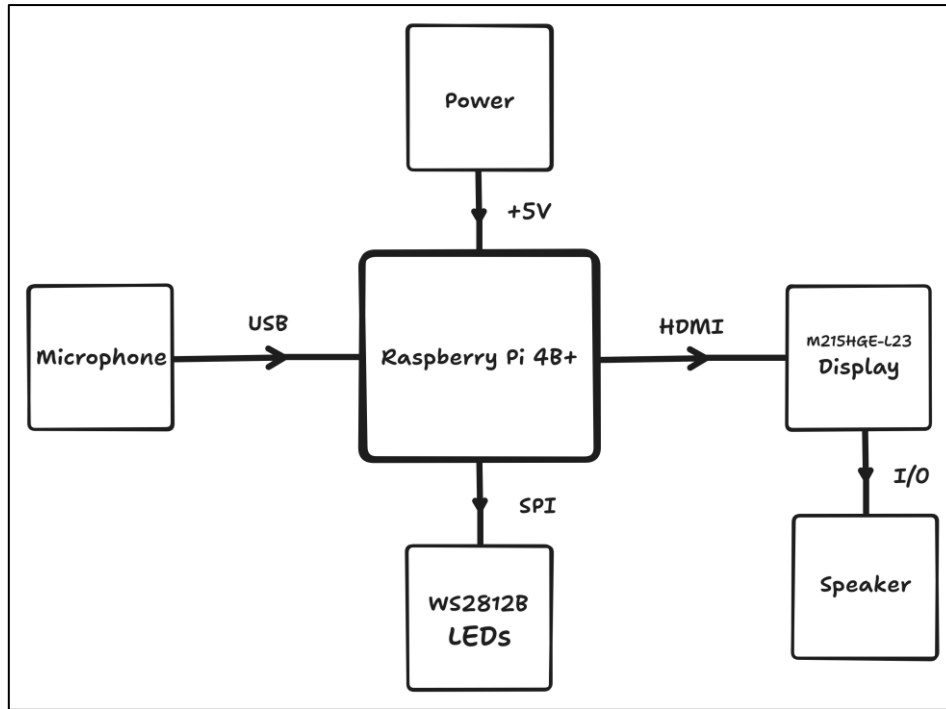 Power
+5V
USB
HDMI
Microphone
Raspberry Pi 4B+
M215HGE-L23
Display
SPI
I/O
WS2812B
LEDs
Speaker